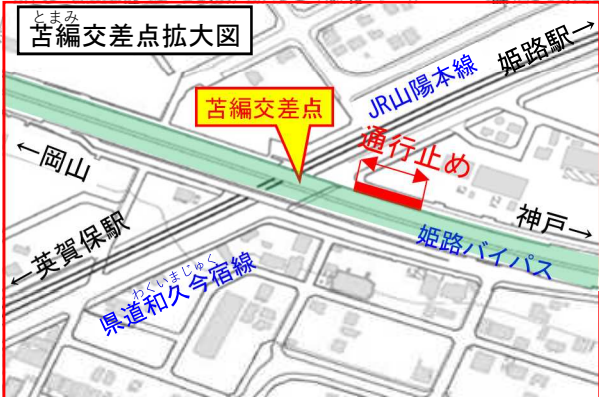 とまみ
苫編交差点拡大図
姫路駅→
JR山陽本線
苫編交差点
通行止め
←岡山
神戸→
姫路バイパス
←英賀保駅
わくいまじゅく
県道和久今宿線